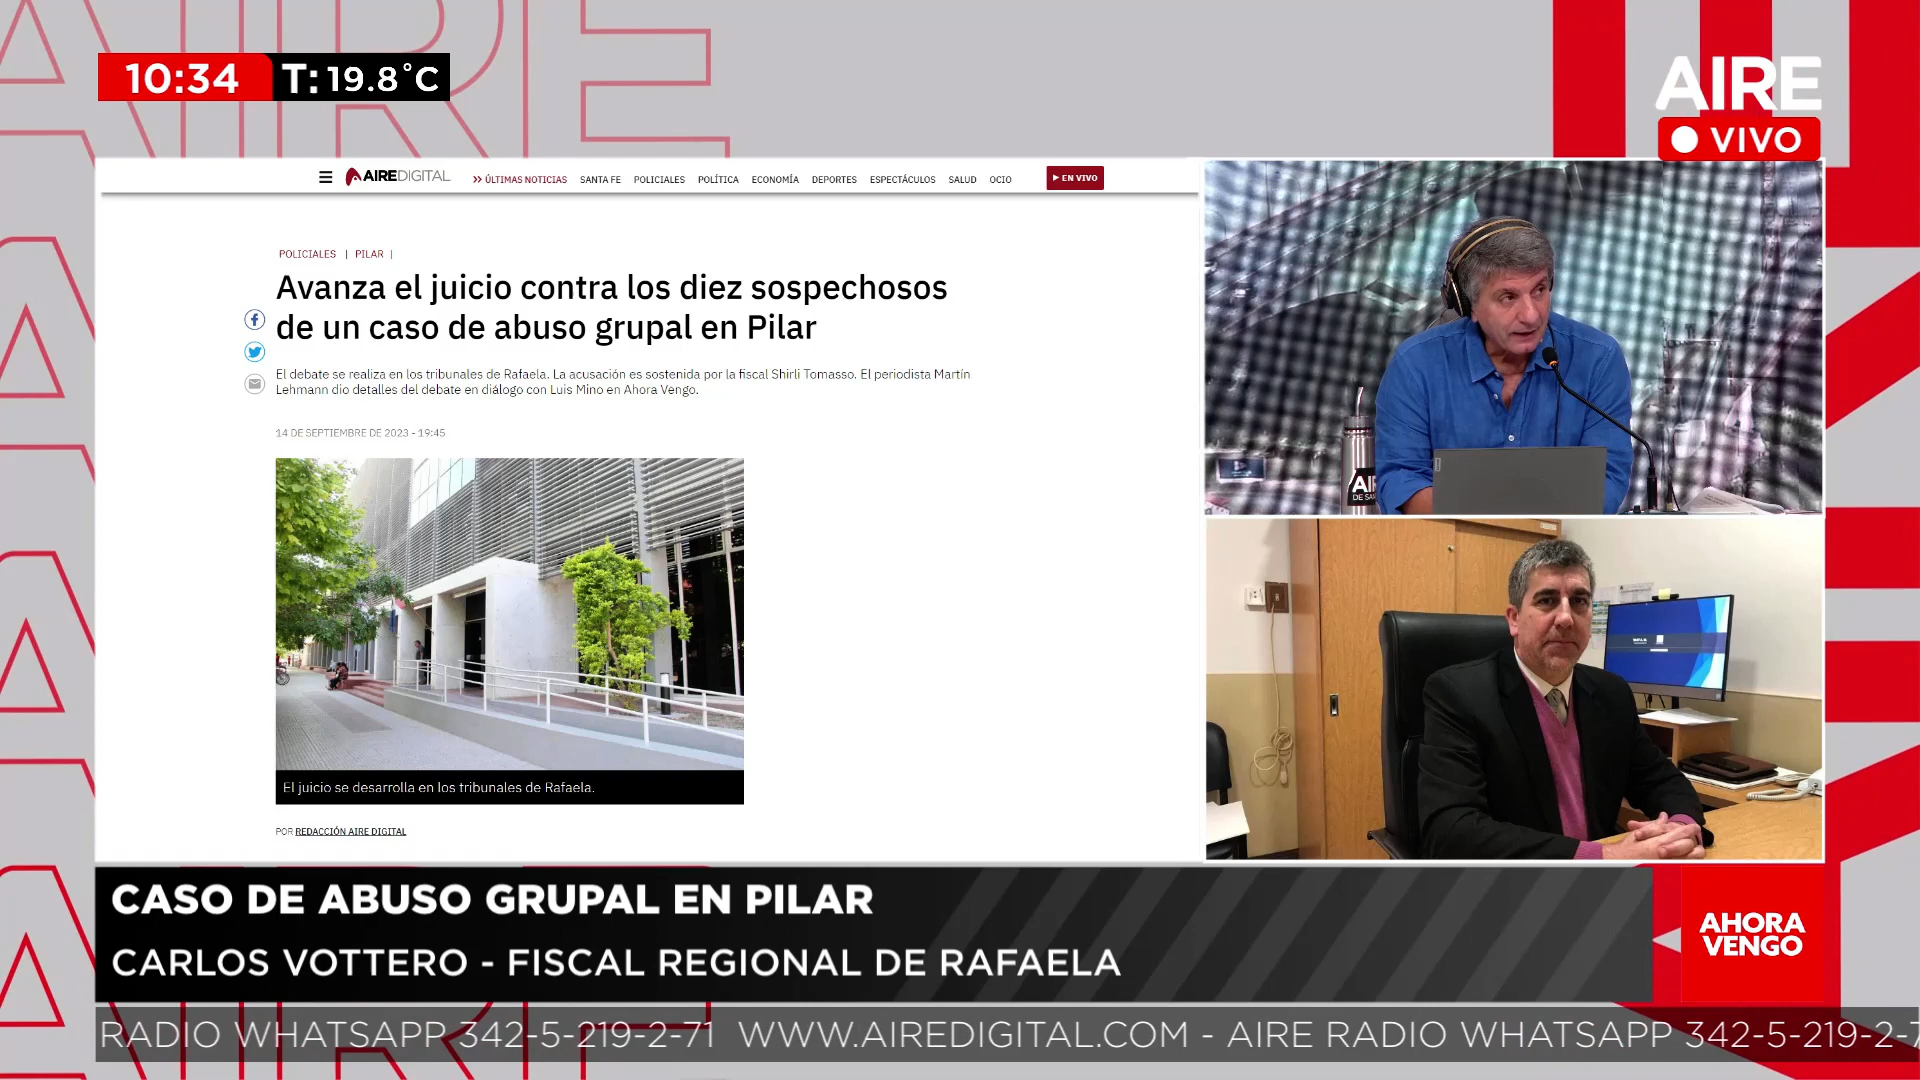 10:34 T: 19.8°C
AIRE
VIVO
AIREDIGITAL
ÚLTIMAS NOTICIAS SANTA FE POLICIALES POLÍTICA ECONOMÍA DEPORTES ESPECTÁCULOS SALUD OCIO
EN VIVO
POLICIALES | PILAR |
Avanza el juicio contra los diez sospechosos
de un caso de abuso grupal en Pilar
El debate se realiza en los tribunales de Rafaela. La acusación es sostenida por la fiscal Shirli Tomasso. El periodista Martín
Lehmann dio detalles del debate en diálogo con Luis Mino en Ahora Vengo.
14 DE SEPTIEMBRE DE 2023 - 19:45
El juicio se desarrolla en los tribunales de Rafaela.
POR REDACCIÓN AIRE DIGITAL
CASO DE ABUSO GRUPAL EN PILAR
CARLOS VOTTERO - FISCAL REGIONAL DE RAFAELA
AHORA
VENGO
RADIO WHATSAPP 342-5-219-2-71 WWW.AIREDIGITAL.COM - AIRE RADIO WHATSAPP 342-5-219-2-7